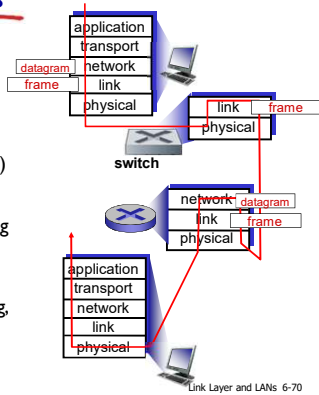 application
transport
datagram network
frame link
physical
link frame
physical
switch
)
network datagram
g link frame
physical
application
g, transport
network
link
physical
Link Layer and LANs 6-70